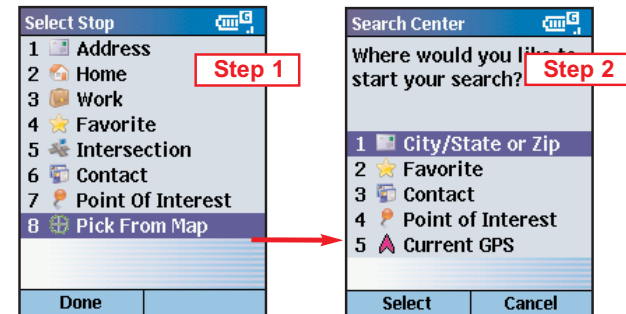 Select Stop
G
1 Address
2 Home
3 Work
4 Favorite
5 Intersection
6 Contact
7 Point Of Interest
8 Pick From Map
Done
Step 1
Search Center
G
Where would you like to
start your search?
1 City/State or Zip
2 Favorite
3 Contact
4 Point of Interest
5 Current GPS
Select Cancel
Step 2